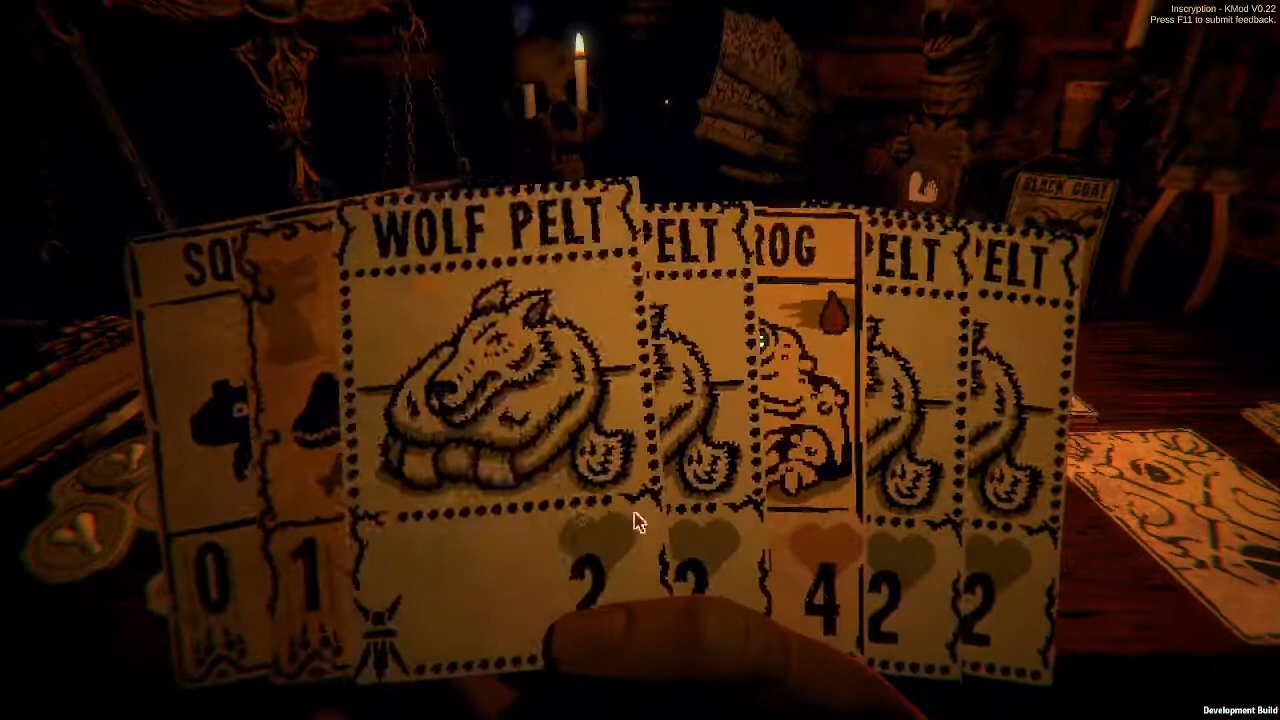 Inscryption - KMod V0.22
Press F11 to submit feedback.
BLACK GOAT
SQ
WOLF PELT
PELT
ROG
PELT
PELT
0
1
2
2
4
2
2
Development Build